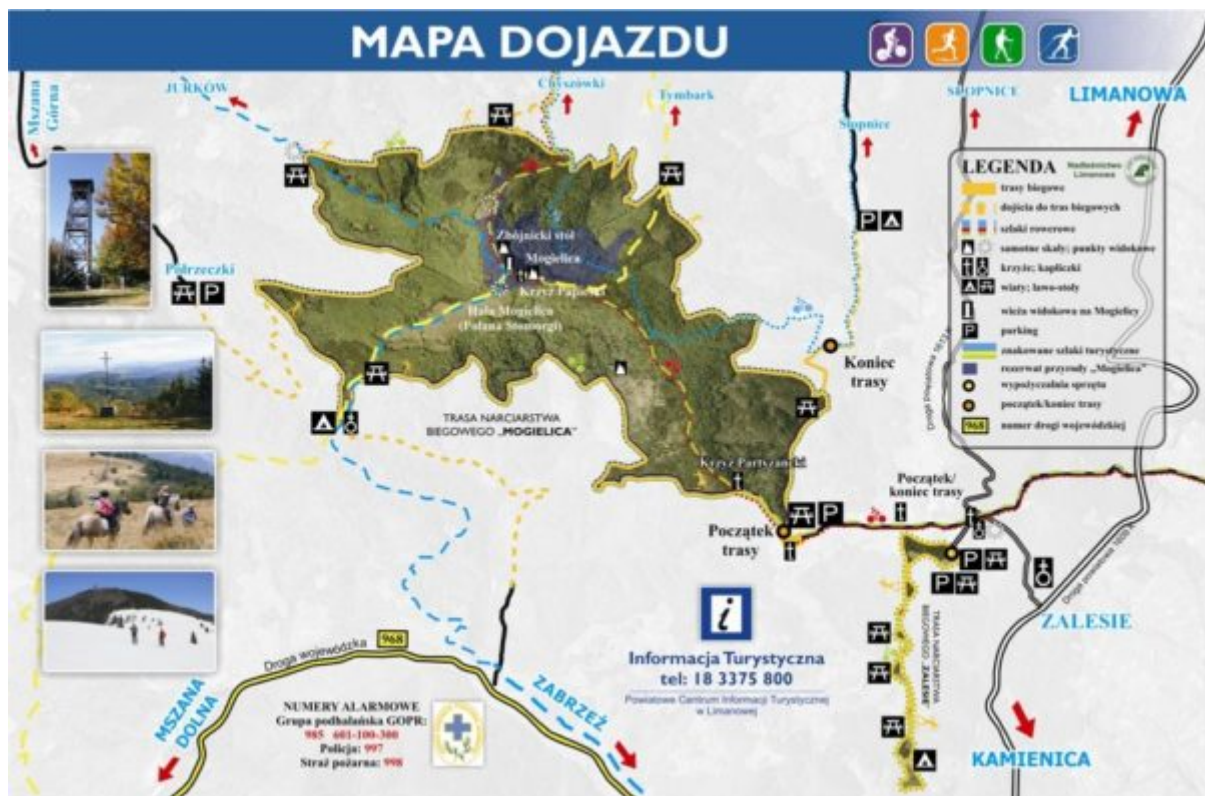 MAPA DOJAZDU
Mszana
Górna
JURKÓW
Chyszówki
Tymbark
Słopnice
SŁOPNICE
LIMANOWA
LEGENDA
Nadleśnictwo
Limanowa
trasy biegowe
dojścia do tras biegowych
szlaki rowerowe
samotne skały; punkty widokowe
krzyże; kapliczki
wiaty; ławo-stoły
wieża widokowa na Mogielicy
P parking
znakowane szlaki turystyczne
rezerwat przyrody „Mogielica"
wypożyczalnia sprzętu
początek/koniec trasy
968 numer drogi wojewódzkiej
Półrzeczki
P
P
Zbójnicki stół
Mogielica
Krzyż Papieski
Hala Mogielica
(Polana Stumorgi)
Koniec
trasy
TRASA NARCIARSTWA
BIEGOWEGO „MOGIELICA"
Krzyż Partyzancki
Początek/
koniec trasy
Początek
trasy
P
P
P
TRASA NARCIARSTWA
BIEGOWEGO „ZALESIE"
Droga powiatowa
ZALESIE
i
Informacja Turystyczna
tel: 18 3375 800
Powiatowe Centrum Informacji Turystycznej
w Limanowej
Droga wojewódzka
968
MSZANA
DOLNA
ZABRZEŻ
KAMIENICA
NUMERY ALARMOWE
Grupa podhalańska GOPR:
985 601-100-300
Policja: 997
Straż pożarna: 998